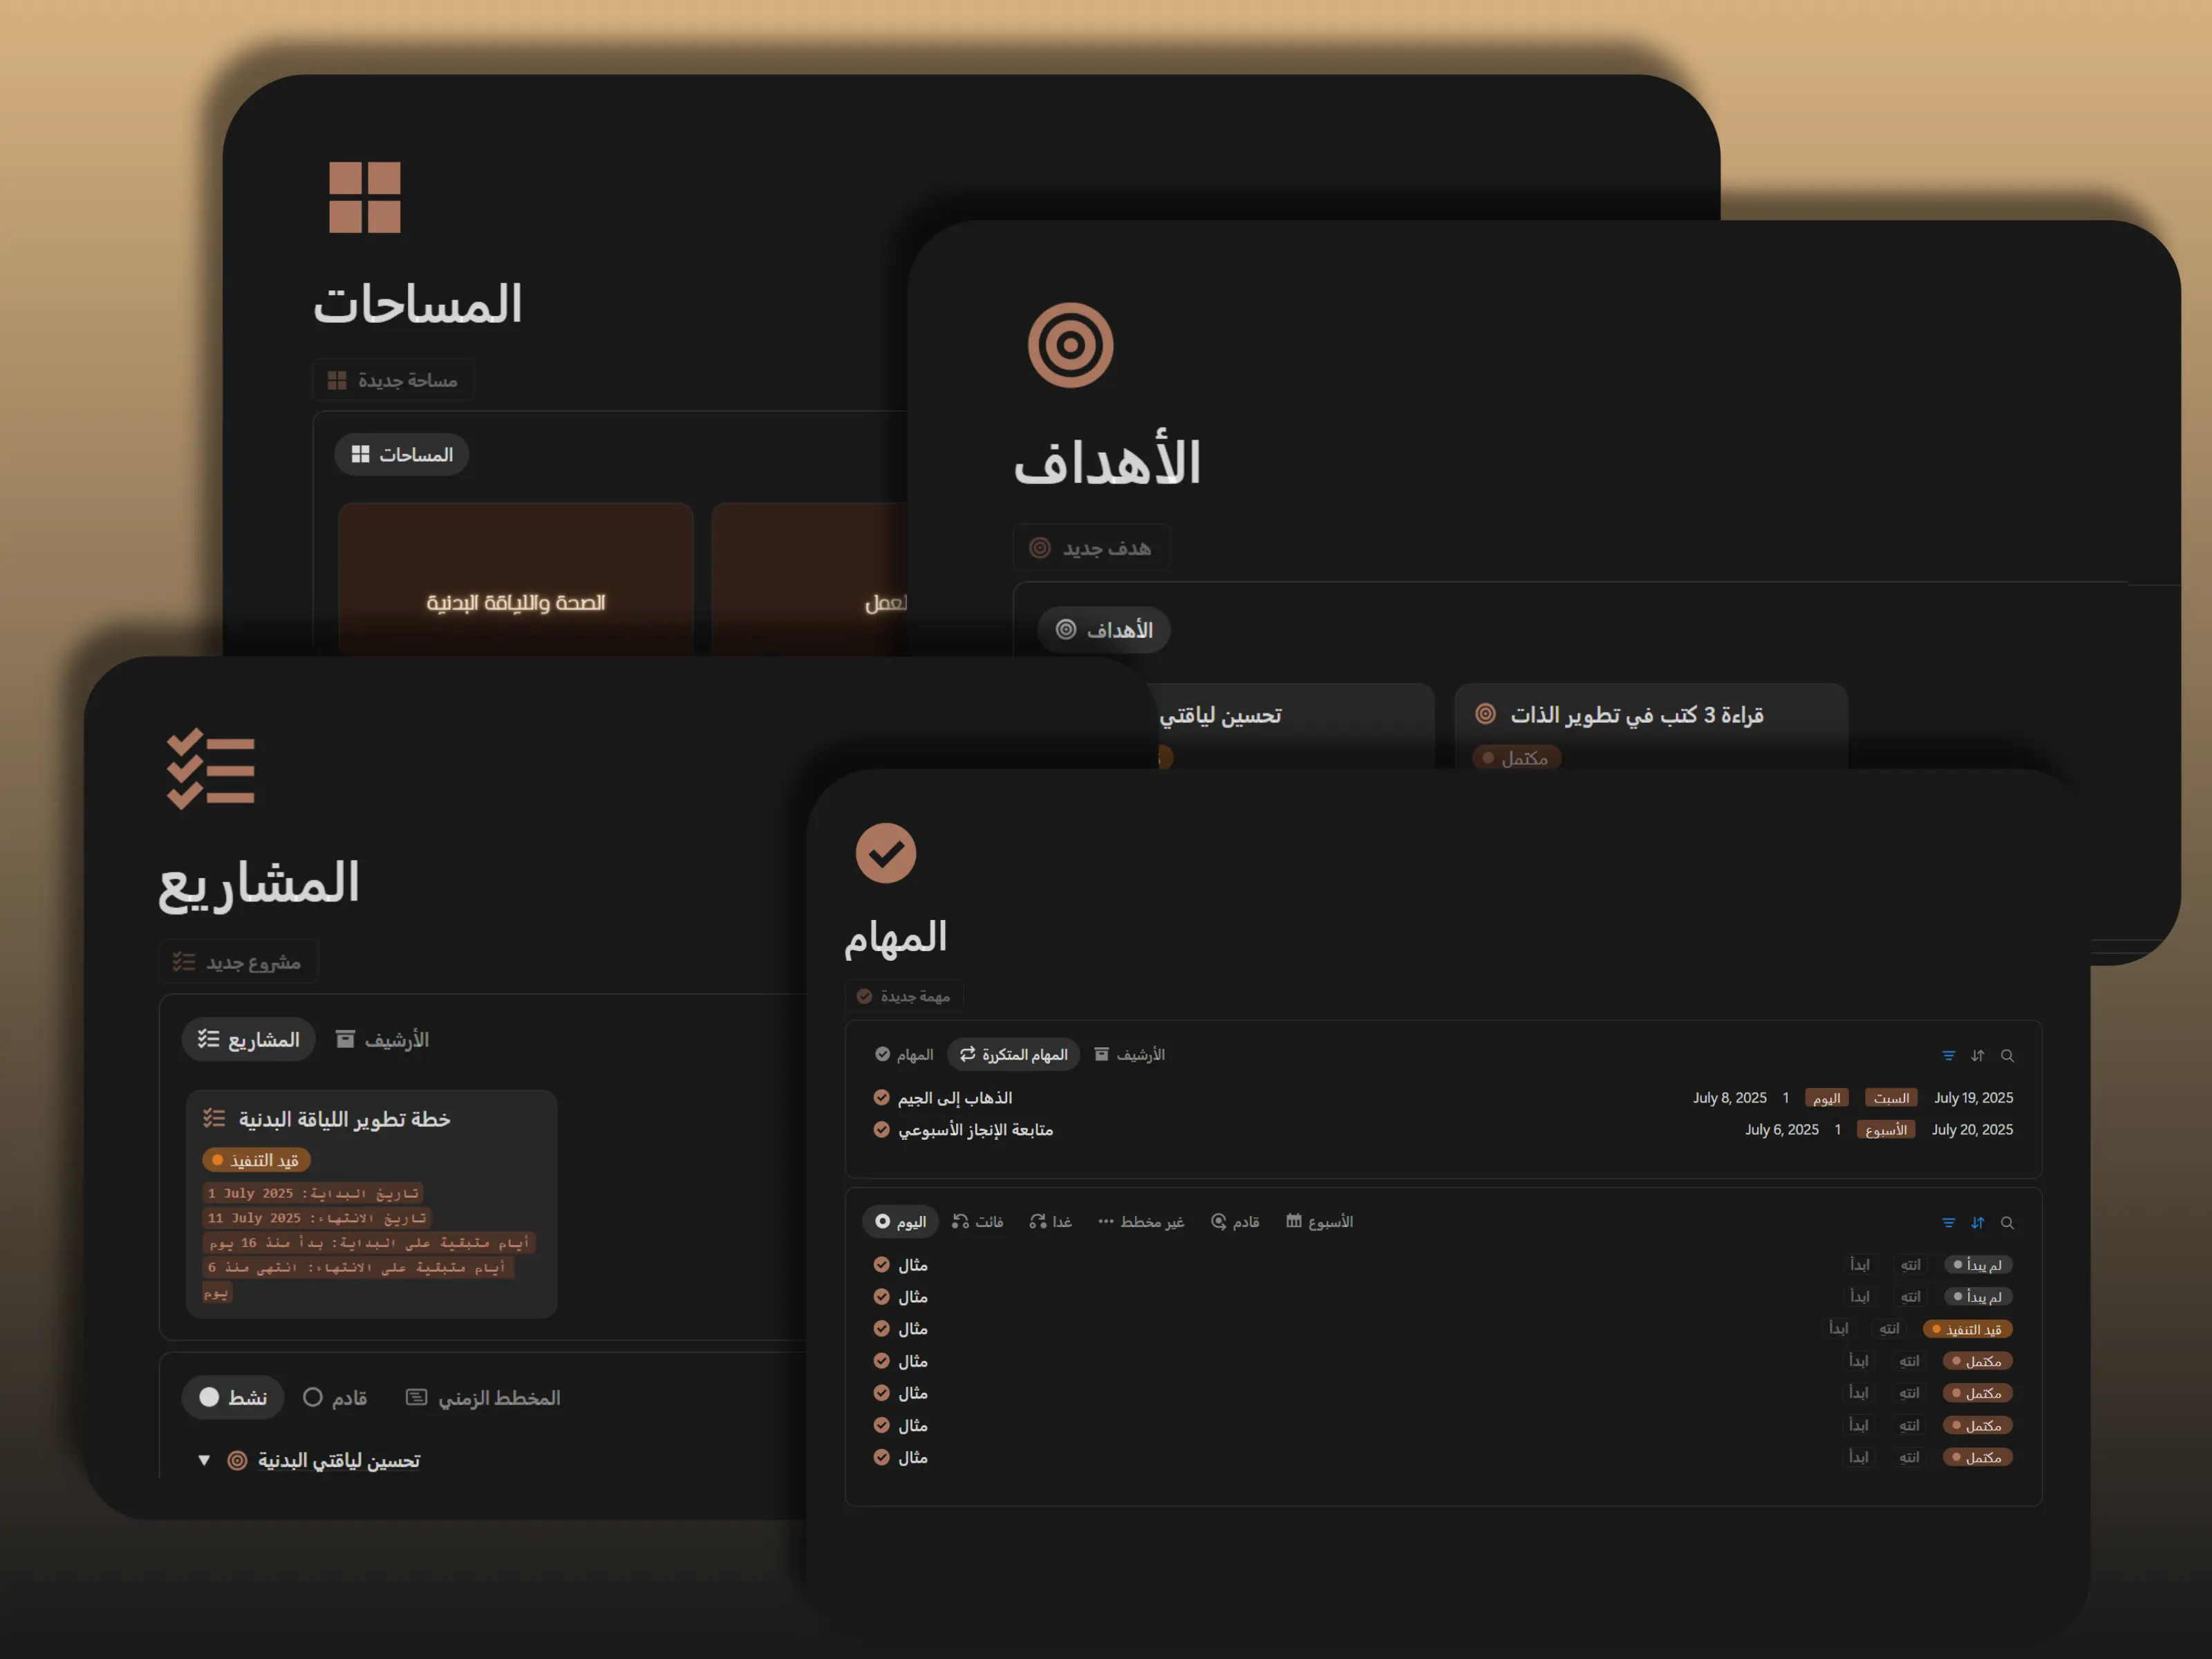 المساحات
مساحة جديدة
المساحات
الصحة واللياقة البدنية
الأهداف
هدف جديد
الأهداف
تحسين لياقتي
قراءة 3 كتب في تطوير الذات
مكتمل
المشاريع
مشروع جديد
المشاريع الأرشيف
خطة تطوير اللياقة البدنية
قيد التنفيذ
تاريخ البداية: 1 July 2025
تاريخ الانتهاء: 11 July 2025
أيام متبقية على البداية: بدأ منذ 16 يوم
أيام متبقية على الانتهاء: انتهى منذ 6
يوم
نشط قادم المخطط الزمني
تحسين لياقتي البدنية
المهام
مهمة جديدة
المهام المهام المتكررة الأرشيف
الذهاب إلى الجيم July 8, 2025 1 اليوم السبت July 19, 2025
متابعة الإنجاز الأسبوعي July 6, 2025 1 الأسبوع July 20, 2025
اليوم فائت غدا غير مخطط قادم الأسبوع
مثال ابدأ انته لم يبدأ
مثال ابدأ انته لم يبدأ
مثال ابدأ انته قيد التنفيذ
مثال ابدأ انته مكتمل
مثال ابدأ انته مكتمل
مثال ابدأ انته مكتمل
مثال ابدأ انته مكتمل